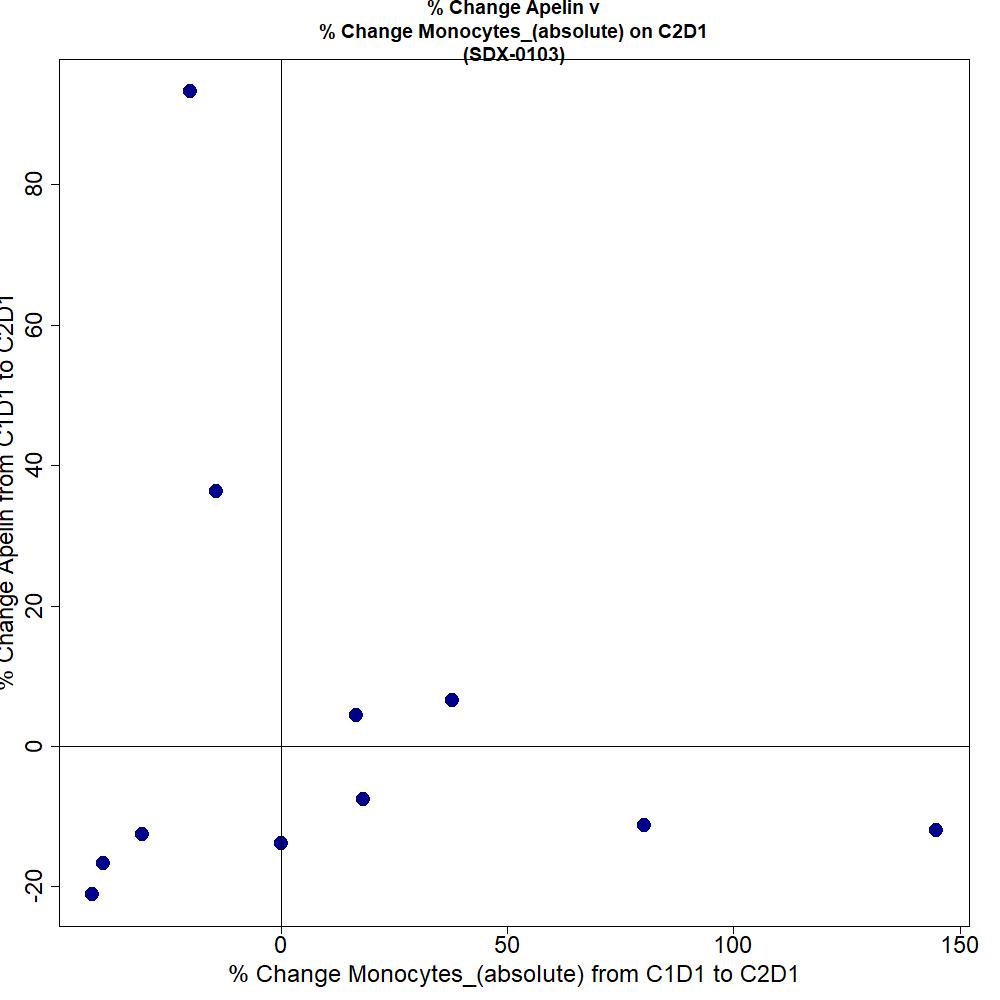 % Change Apelin v
% Change Monocytes_(absolute) on C2D1
(SDX-0103)
% Change Apelin from C1D1 to C2D1
80
60
40
20
0
-20
0
50
100
150
% Change Monocytes_(absolute) from C1D1 to C2D1